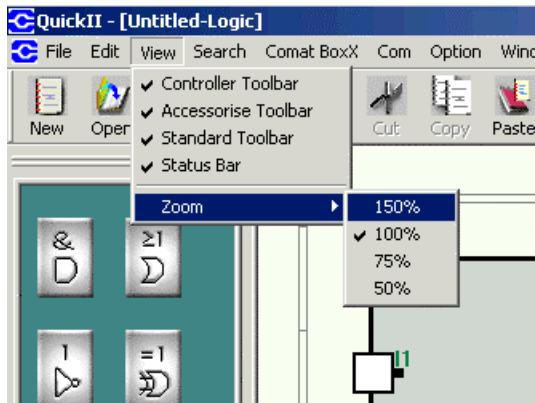 QuickII - [Untitled-Logic]
File Edit View Search Comat BoxX Com Option
Controller Toolbar
Accessorise Toolbar
Standard Toolbar
Status Bar
Zoom
150%
100%
75%
50%
New Cut Copy Paste
& ≥1
1 =1
I1